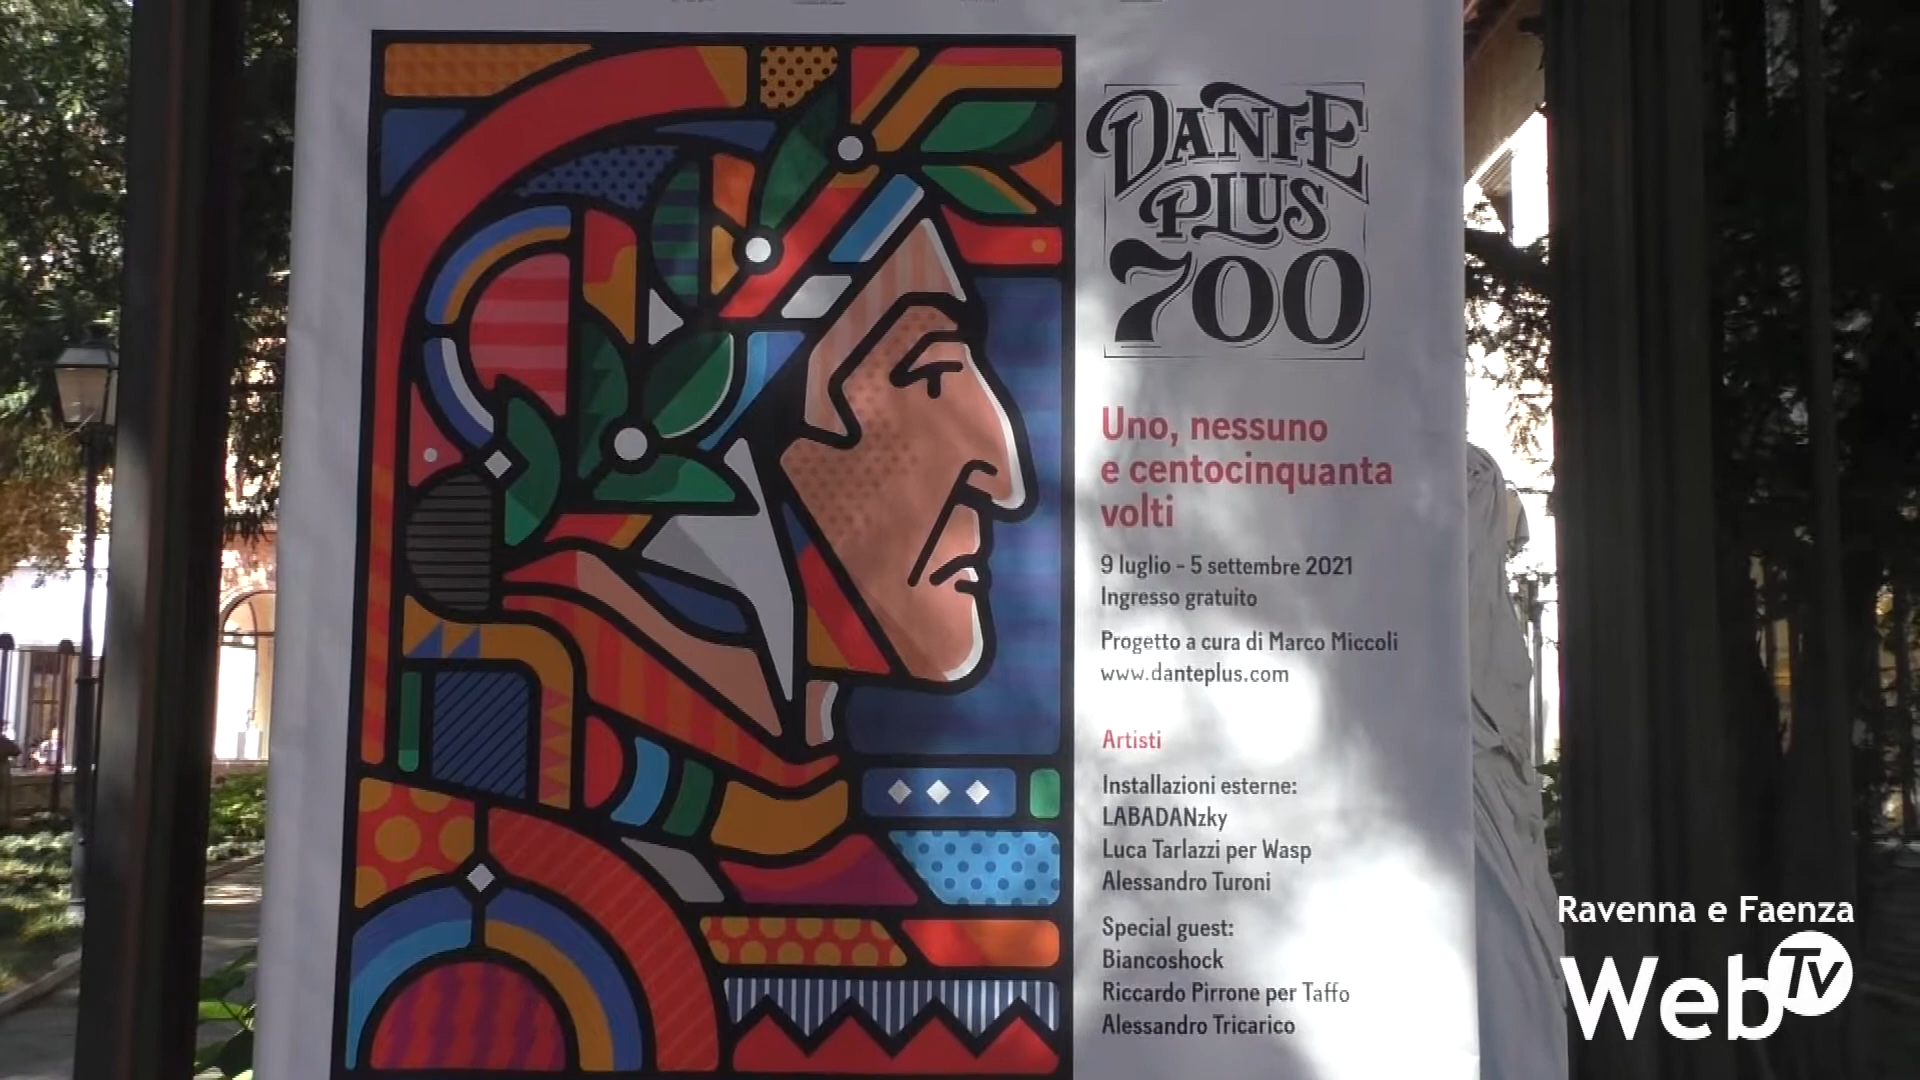 DANTE
PLUS
700
Uno, nessuno
e centocinquanta
volti
9 luglio - 5 settembre 2021
Ingresso gratuito
Progetto a cura di Marco Miccoli
www.danteplus.com
Artisti
Installazioni esterne:
LABADANzky
Luca Tarlazzi per Wasp
Alessandro Turoni
Special guest:
Biancoshock
Riccardo Pirrone per Taffo
Alessandro Tricarico
Ravenna e Faenza
Web Tv